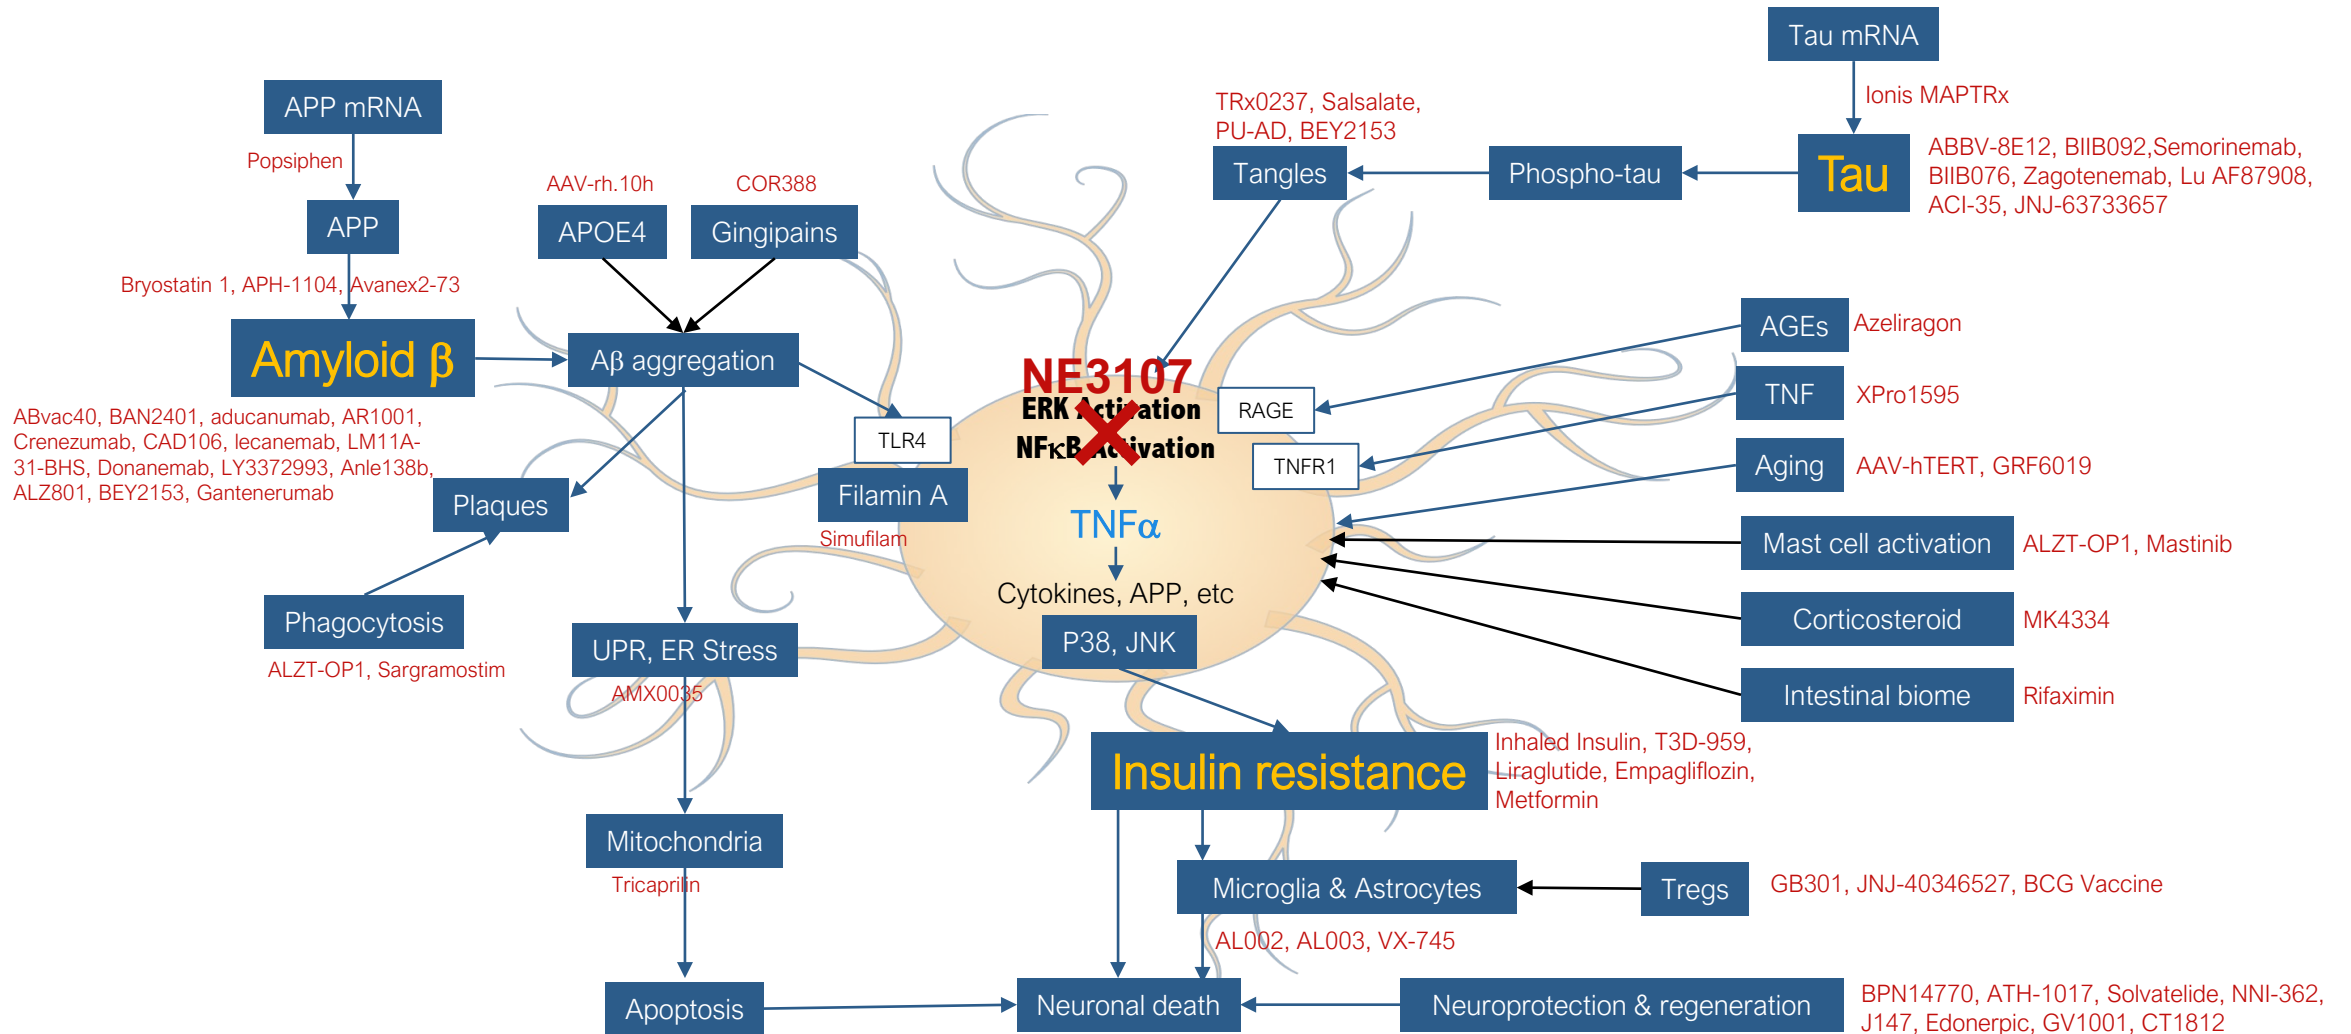 Tau mRNA
Ionis MAPTRx
APP mRNA
Popsiphen
APP
Bryostatin 1, APH-1104, Avanex2-73
Amyloid β
ABvac40, BAN2401, aducanumab, AR1001,
Crenezumab, CAD106, lecanemab, LM11A-
31-BHS, Donanemab, LY3372993, Anle138b,
ALZ801, BEY2153, Gantenerumab
AAV-rh.10h
APOE4
COR388
Gingipains
Aβ aggregation
Plaques
Phagocytosis
ALZT-OP1, Sargramostim
TLR4
Filamin A
Simufilam
UPR, ER Stress
AMX0035
Mitochondria
Tricaprilin
Apoptosis
TRx0237, Salsalate,
PU-AD, BEY2153
Tangles
Phospho-tau
Tau
ABBV-8E12, BIIB092,Semorinemab,
BIIB076, Zagotenemab, Lu AF87908,
ACI-35, JNJ-63733657
NE3107
ERK Activation
NFκB Activation
TNFα
Cytokines, APP, etc
P38, JNK
RAGE
TNFR1
AGEs
Azeliragon
TNF
XPro1595
Aging
AAV-hTERT, GRF6019
Mast cell activation
ALZT-OP1, Mastinib
Corticosteroid
MK4334
Intestinal biome
Rifaximin
Insulin resistance
Inhaled Insulin, T3D-959,
Liraglutide, Empagliflozin,
Metformin
Microglia & Astrocytes
AL002, AL003, VX-745
Tregs
GB301, JNJ-40346527, BCG Vaccine
Neuronal death
Neuroprotection & regeneration
BPN14770, ATH-1017, Solvatelide, NNI-362,
J147, Edonerpic, GV1001, CT1812